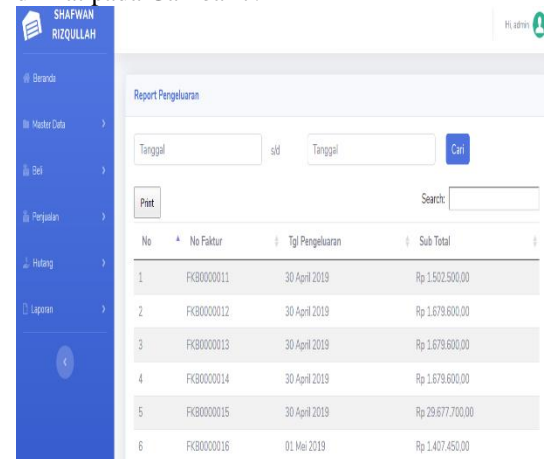 pada
SHAFWAN
RIZQULLAH
Hi, admin
Beranda
Master Data
Beli
Penjualan
Hutang
Laporan
Report Pengeluaran
Tanggal s/d Tanggal Cari
Print Search:
No No Faktur Tgl Pengeluaran Sub Total
1 FKB0000011 30 April 2019 Rp 1.502.500,00
2 FKB0000012 30 April 2019 Rp 1.679.600,00
3 FKB0000013 30 April 2019 Rp 1.679.600,00
4 FKB0000014 30 April 2019 Rp 1.679.600,00
5 FKB0000015 30 April 2019 Rp 29.677.700,00
6 FKB0000016 01 Mei 2019 Rp 1.407.450,00